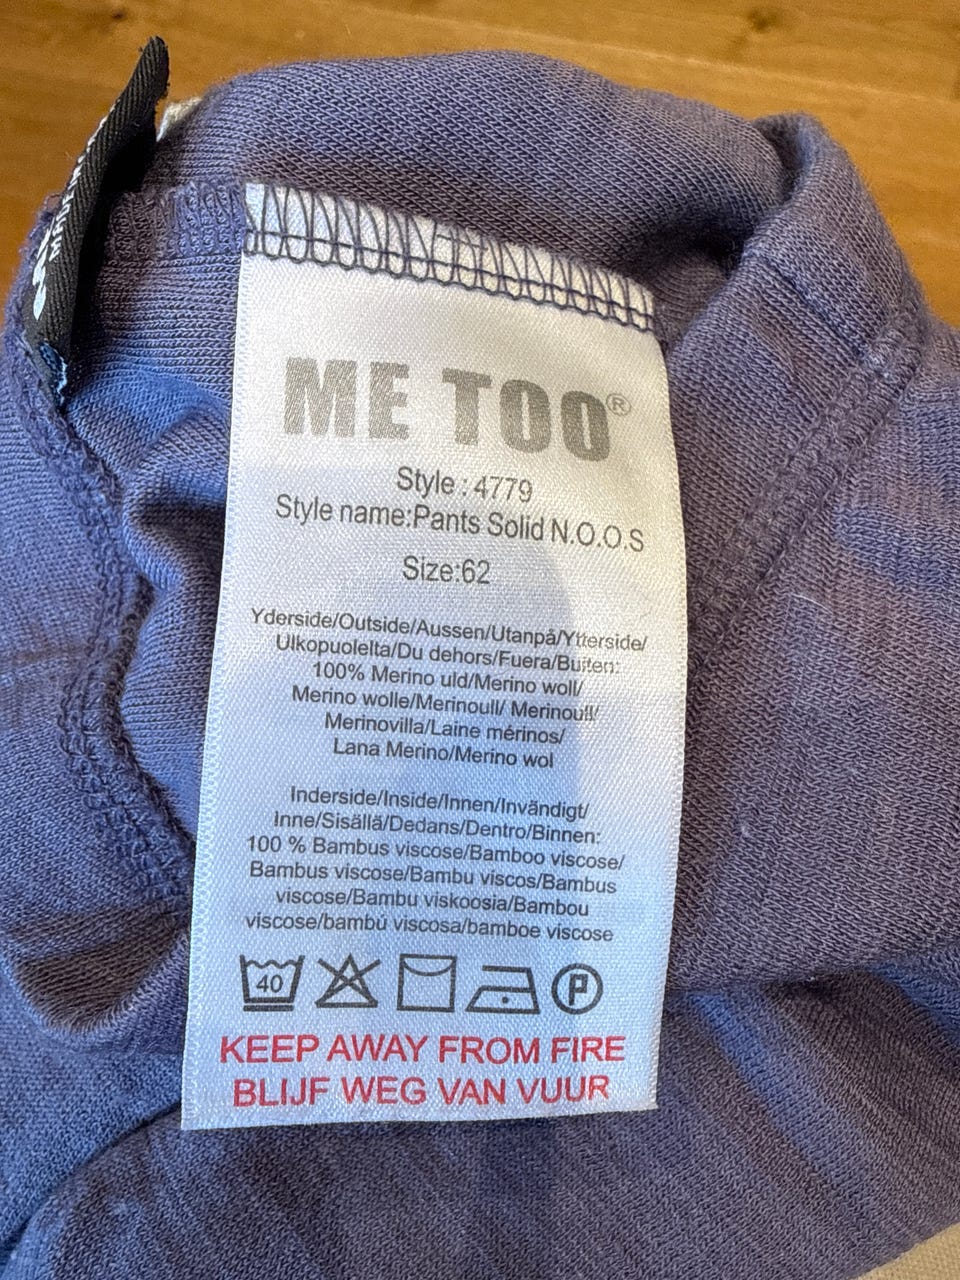 ME TOO®
Style : 4779
Style name:Pants Solid N.O.O.S
Size:62
Yderside/Outside/Aussen/Utanpå/Ytterside/
Ulkopuolelta/Du dehors/Fuera/Buiten:
100% Merino uld/Merino woll/
Merino wolle/Merinoull/ Merinoull/
Merinovilla/Laine mérinos/
Lana Merino/Merino wol
Inderside/Inside/Innen/Invändigt/
Inne/Sisällä/Dedans/Dentro/Binnen:
100 % Bambus viscose/Bamboo viscose/
Bambus viscose/Bambu viscos/Bambus
viscose/Bambu viskoosia/Bambou
viscose/bambú viscosa/bamboe viscose
40 P
KEEP AWAY FROM FIRE
BLIJF WEG VAN VUUR